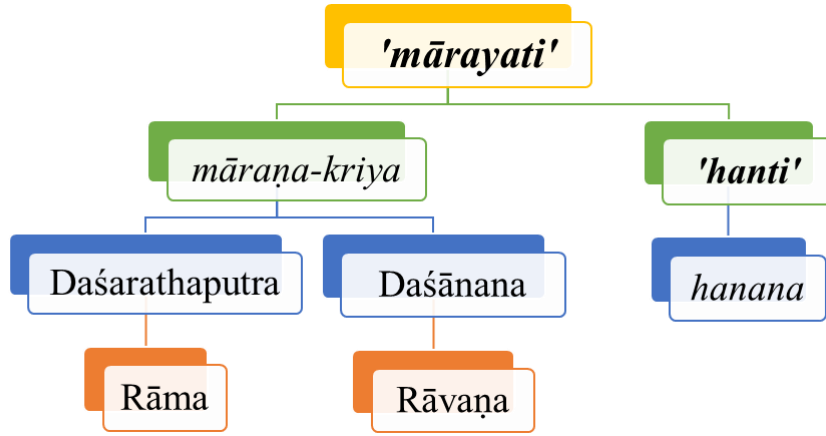 'mārayati'
māraṇa-kriya
'hanti'
Daśarathaputra
Daśānana
hanana
Rāma
Rāvaṇa